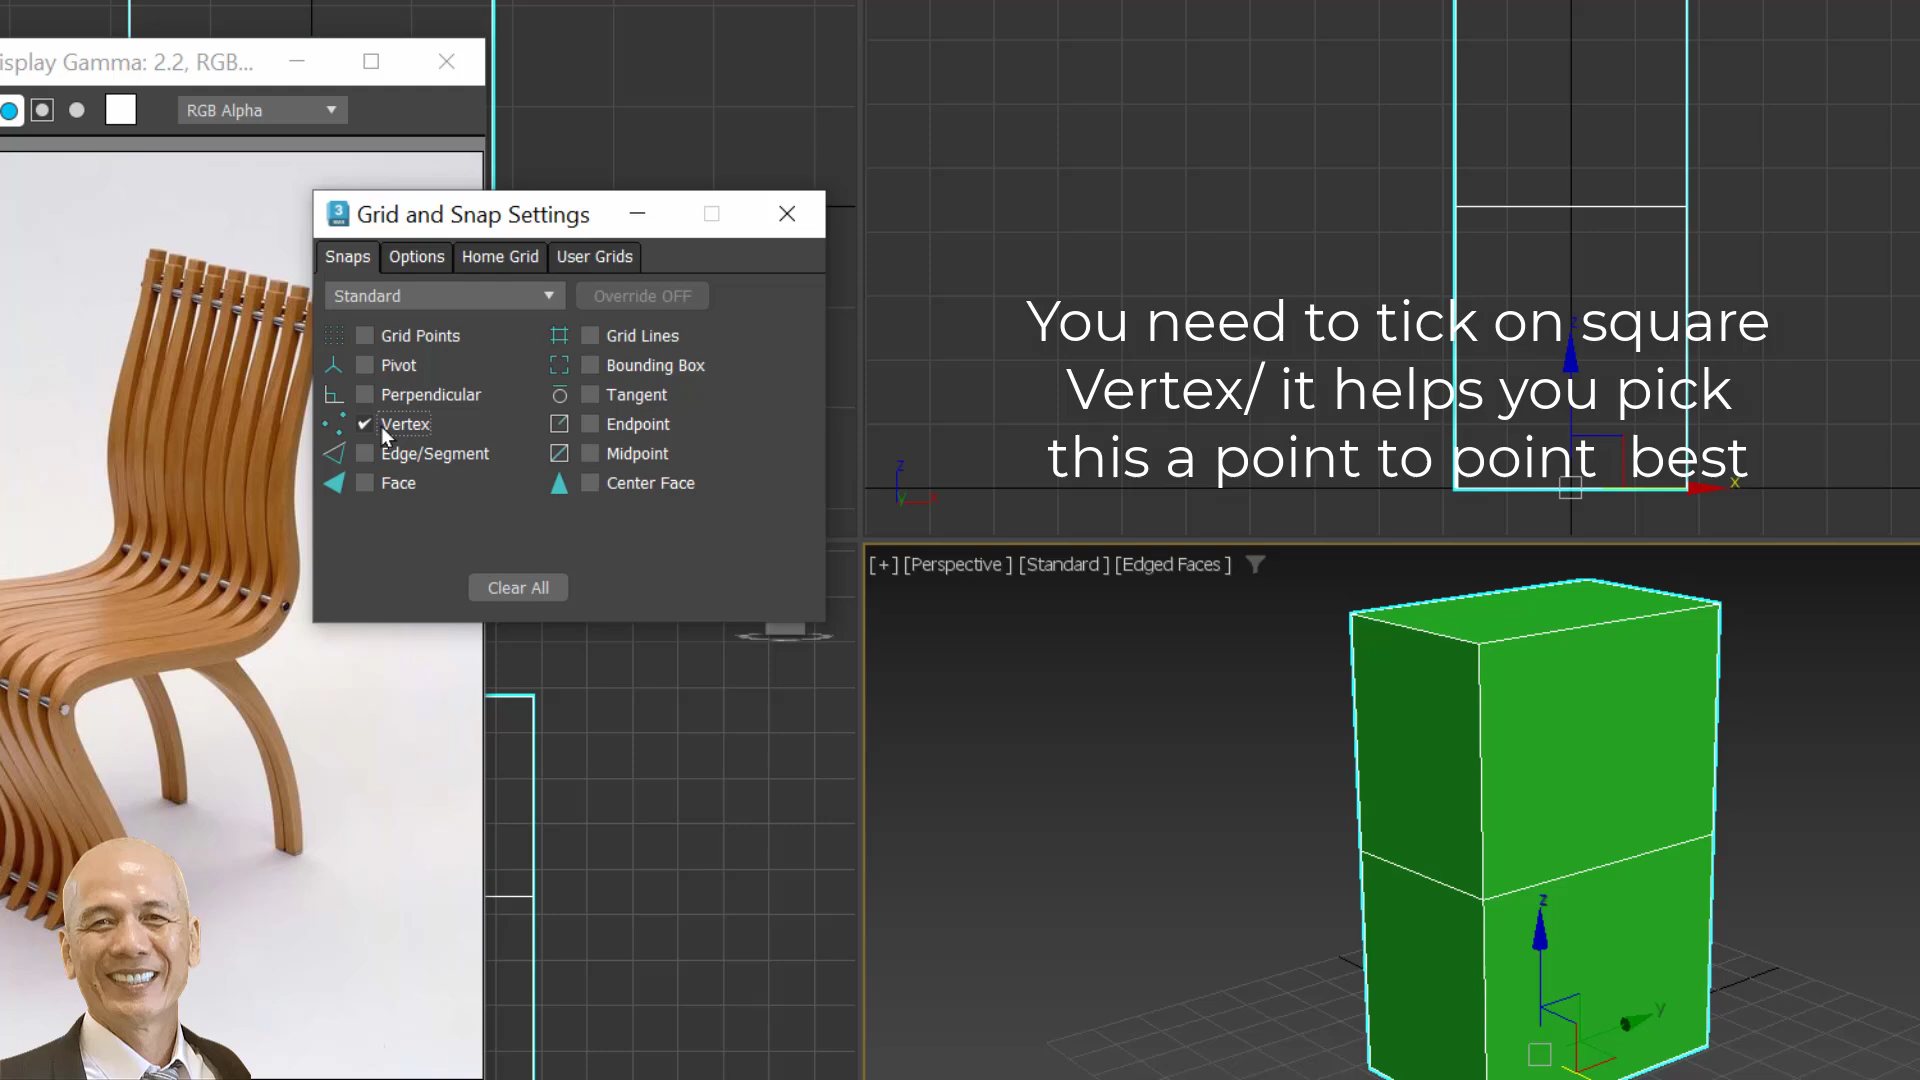 isplay Gamma: 2.2, RGB...
RGB Alpha
3
Grid and Snap Settings
Snaps
Options
Home Grid
User Grids
Standard
Override OFF
Grid Points
Grid Lines
Pivot
Bounding Box
Perpendicular
Tangent
Vertex
Endpoint
Edge/Segment
Midpoint
Face
Center Face
Clear All
You need to tick on square
Vertex/ it helps you pick
this a point to point best
z
z
y
x
x
[+] [Perspective ] [Standard ] [Edged Faces ]
z
y